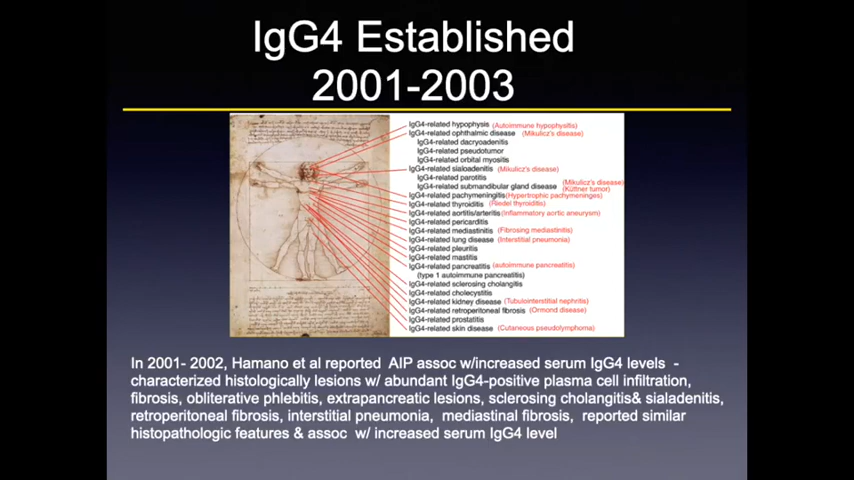 IgG4 Established
2001-2003
IgG4-related hypophysis (Autoimmune hypophysitis)
IgG4-related ophthalmic disease (Mikulicz's disease)
IgG4-related dacryoadenitis
IgG4-related pseudotumor
IgG4-related orbital myositis
IgG4-related sialoadenitis (Mikulicz's disease)
IgG4-related parotitis
IgG4-related submandibular gland disease (Mikulicz's disease) (Küttner tumor)
IgG4-related pachymeningitis (Hypertrophic pachymeninges)
IgG4-related thyroiditis (Riedel thyroiditis)
IgG4-related aortitis/arteritis (Inflammatory aortic aneurysm)
IgG4-related pericarditis
IgG4-related mediastinitis (Fibrosing mediastinitis)
IgG4-related lung disease (Interstitial pneumonia)
IgG4-related pleuritis
IgG4-related mastitis
IgG4-related pancreatitis (autoimmune pancreatitis)
(type 1 autoimmune pancreatitis)
IgG4-related sclerosing cholangitis
IgG4-related cholecystitis
IgG4-related kidney disease (Tubulointerstitial nephritis)
IgG4-related retroperitoneal fibrosis (Ormond disease)
IgG4-related prostatitis
IgG4-related skin disease (Cutaneous pseudolymphoma)
In 2001- 2002, Hamano et al reported AIP assoc w/increased serum IgG4 levels -
characterized histologically lesions w/ abundant IgG4-positive plasma cell infiltration,
fibrosis, obliterative phlebitis, extrapancreatic lesions, sclerosing cholangitis& sialadenitis,
retroperitoneal fibrosis, interstitial pneumonia, mediastinal fibrosis, reported similar
histopathologic features & assoc w/ increased serum IgG4 level